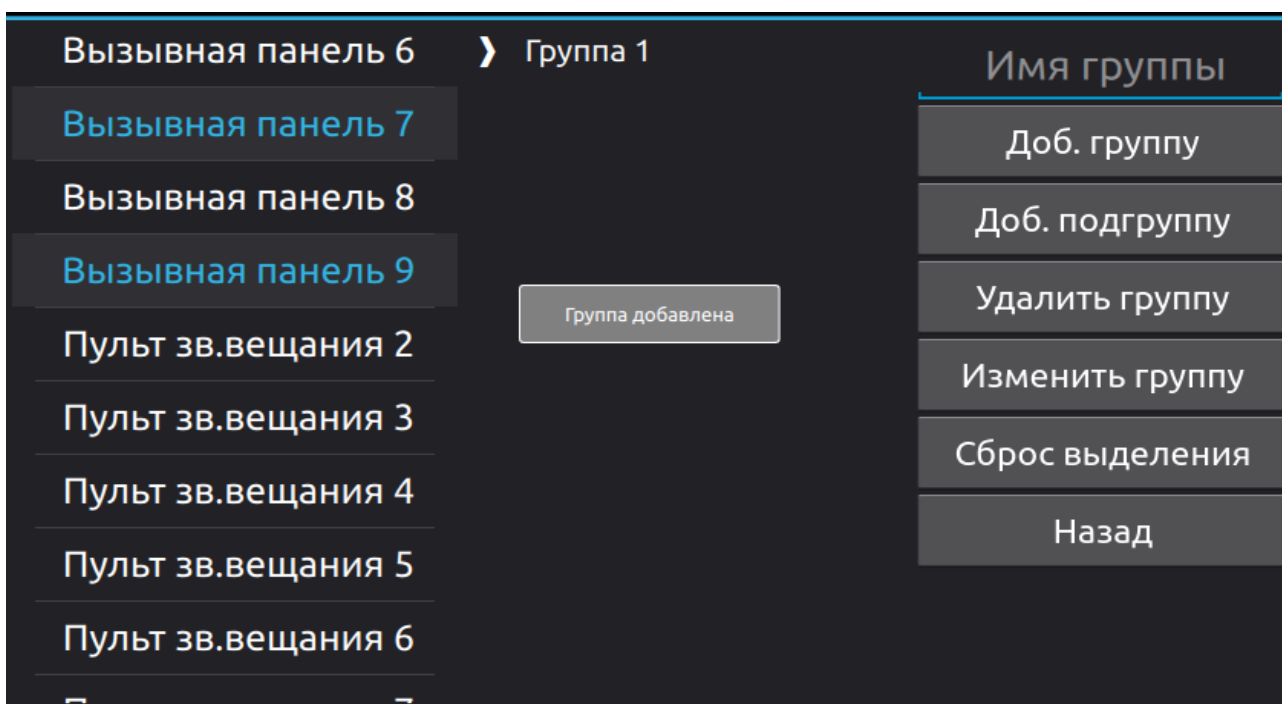 Вызывная панель 6
Вызывная панель 7
Вызывная панель 8
Вызывная панель 9
Пульт зв.вещания 2
Пульт зв.вещания 3
Пульт зв.вещания 4
Пульт зв.вещания 5
Пульт зв.вещания 6
❱ Группа 1
Группа добавлена
Имя группы
Доб. группу
Доб. подгруппу
Удалить группу
Изменить группу
Сброс выделения
Назад